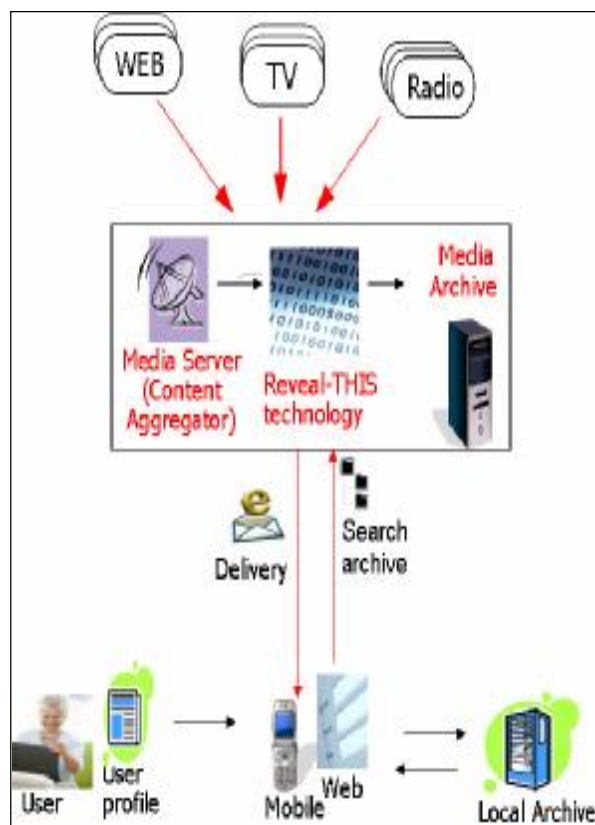 WEB
TV
Radio
Media
Archive
Media Server
(Content
Aggregator)
Reveal-THIS
technology
Delivery
Search
archive
User
User
profile
Mobile
Web
Local Archive